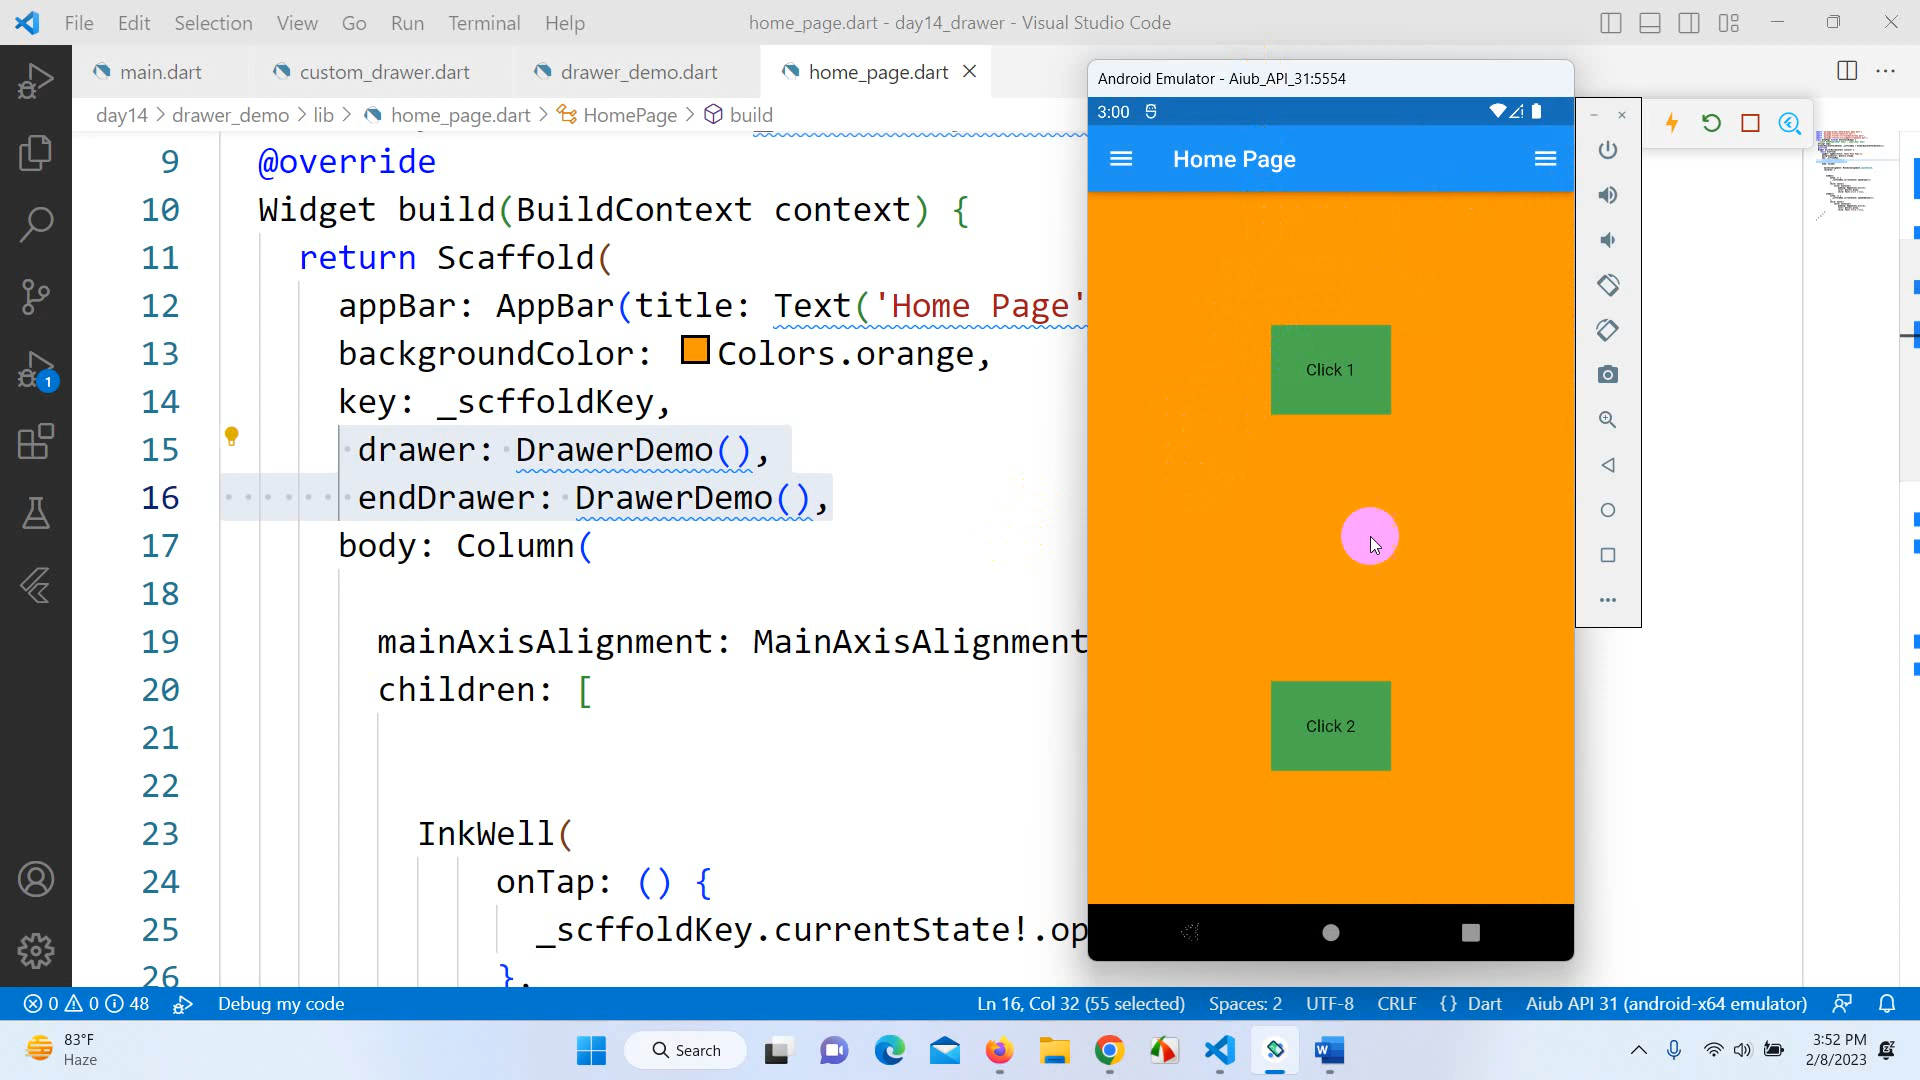 File Edit Selection View Go Run Terminal Help
home_page.dart - day14_drawer - Visual Studio Code
main.dart
custom_drawer.dart
drawer_demo.dart
home_page.dart
day14 > drawer_demo > lib > home_page.dart > HomePage > build
9 @override
10 Widget build(BuildContext context) {
11 return Scaffold(
12 appBar: AppBar(title: Text('Home Page'
13 backgroundColor: Colors.orange,
14 key: _scffoldKey,
15 drawer: DrawerDemo(),
16 endDrawer: DrawerDemo(),
17 body: Column(
18
19 mainAxisAlignment: MainAxisAlignment
20 children: [
21
22
23 InkWell(
24 onTap: () {
25 _scffoldKey.currentState!.op
26 },
1
Android Emulator - Aiub_API_31:5554
3:00
Home Page
Click 1
Click 2
0 0 48 Debug my code
Ln 16, Col 32 (55 selected) Spaces: 2 UTF-8 CRLF {} Dart Aiub API 31 (android-x64 emulator)
83°F
Haze
Search
3:52 PM
2/8/2023